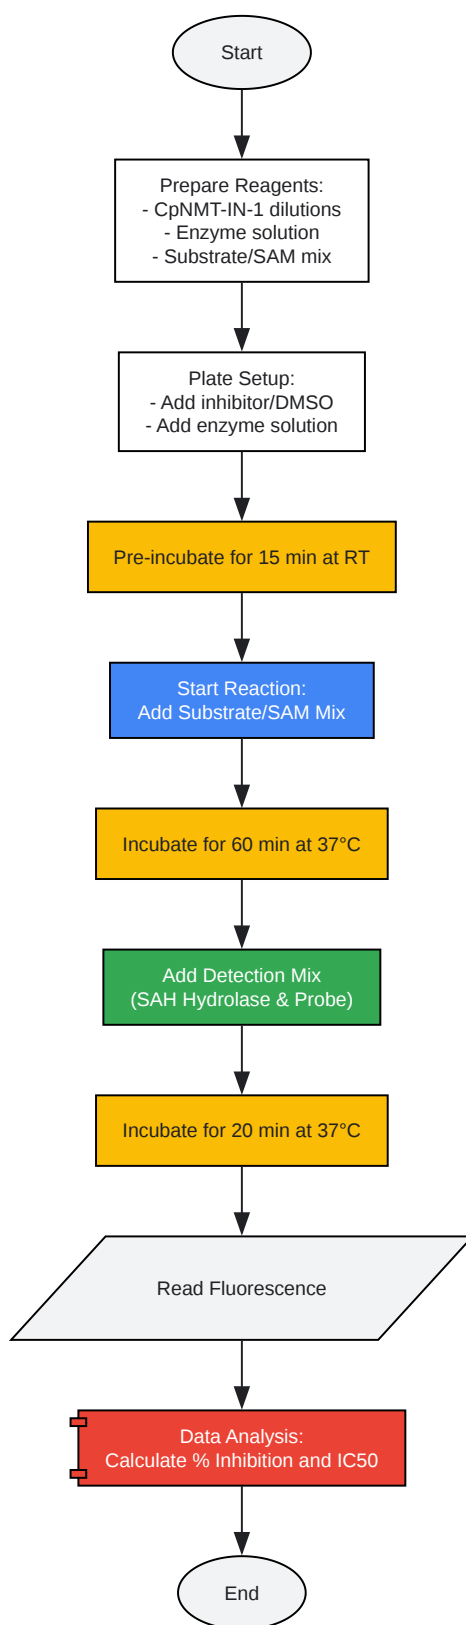 Start
Prepare Reagents:
- CpNMT-IN-1 dilutions
- Enzyme solution
- Substrate/SAM mix
Plate Setup:
- Add inhibitor/DMSO
- Add enzyme solution
Pre-incubate for 15 min at RT
Start Reaction:
Add Substrate/SAM Mix
Incubate for 60 min at 37°C
Add Detection Mix
(SAH Hydrolase & Probe)
Incubate for 20 min at 37°C
Read Fluorescence
Data Analysis:
Calculate % Inhibition and IC50
End